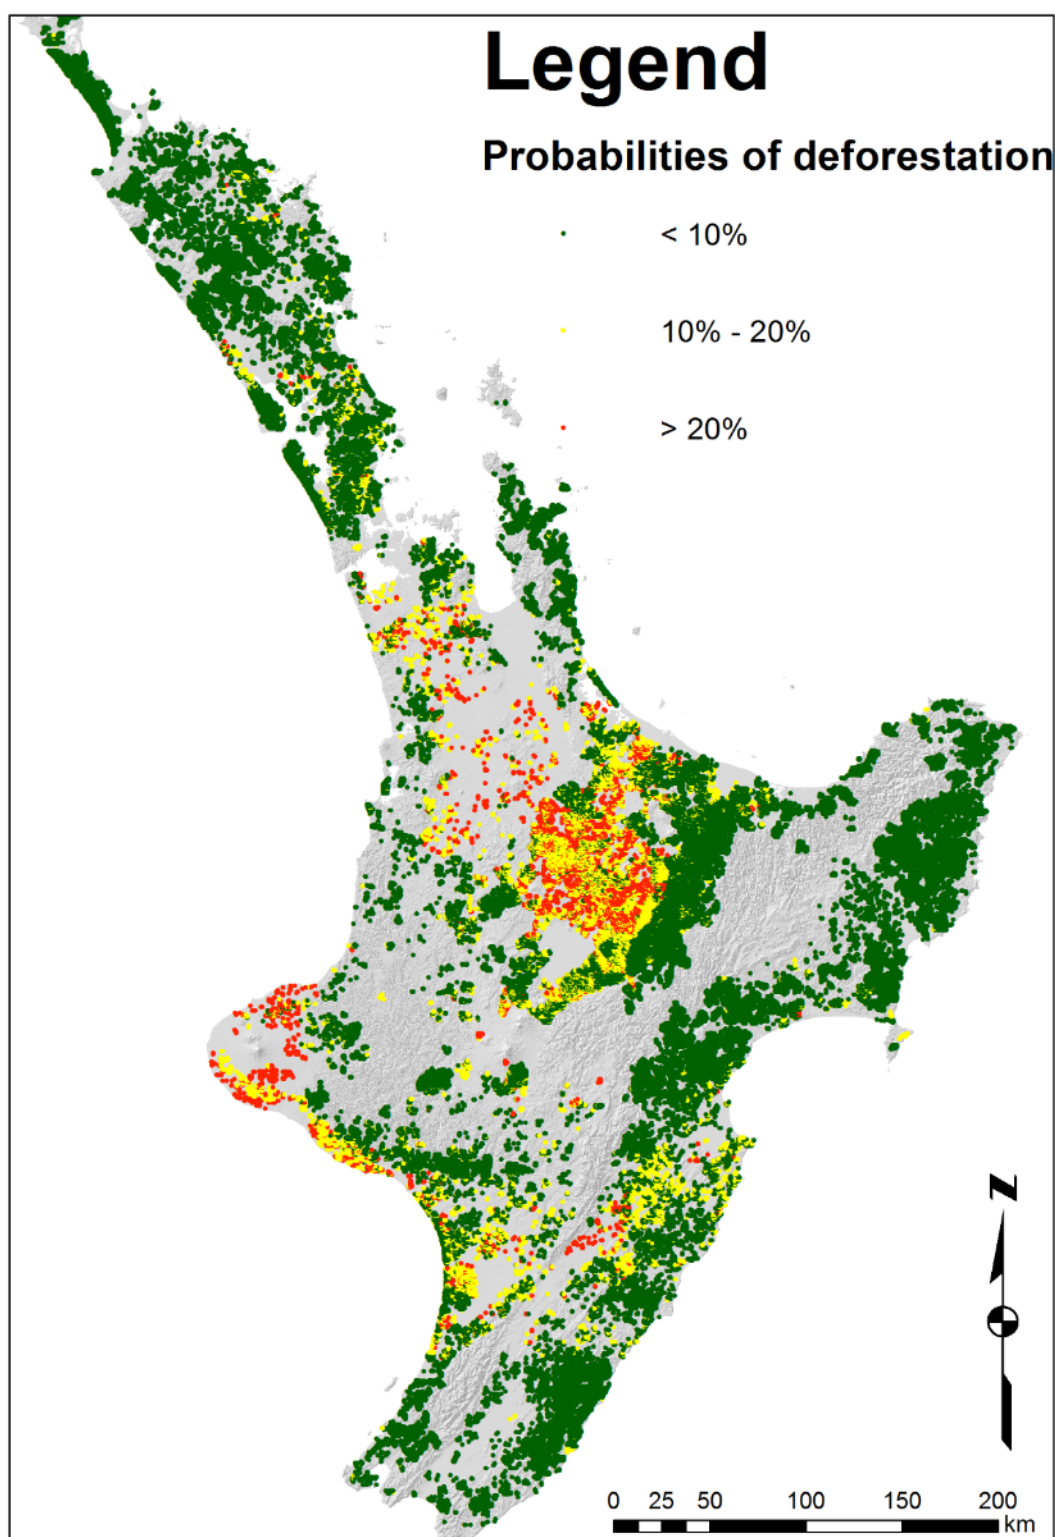 Legend
Probabilities of deforestation
< 10%
10% - 20%
> 20%
N
0 25 50 100 150 200
km